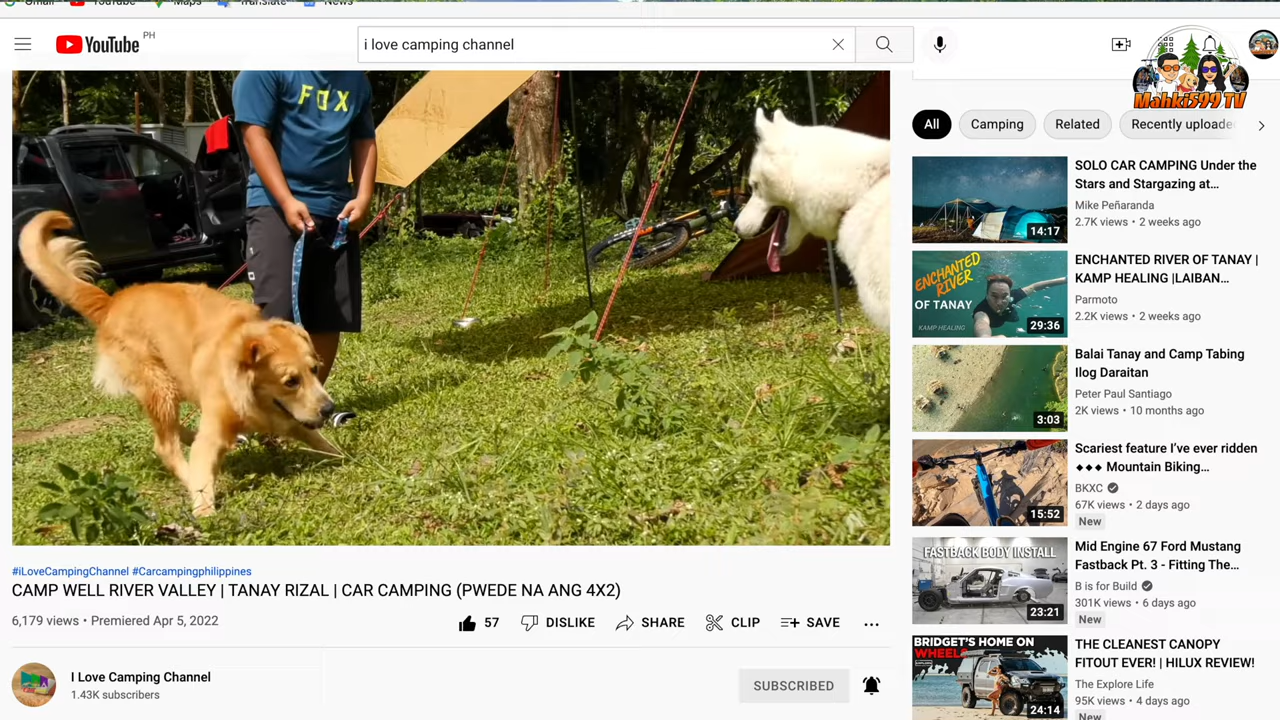 Gmail
YouTube
Maps
Translate
News
YouTube PH
i love camping channel
Mahki599 TV
FOX
All
Camping
Related
Recently uploade
SOLO CAR CAMPING Under the
Stars and Stargazing at…
Mike Peñaranda
2.7K views • 2 weeks ago
14:17
ENCHANTED
RIVER
OF TANAY
KAMP HEALING
29:36
ENCHANTED RIVER OF TANAY |
KAMP HEALING |LAIBAN…
Parmoto
2.2K views • 2 weeks ago
3:03
Balai Tanay and Camp Tabing
Ilog Daraitan
Peter Paul Santiago
2K views • 10 months ago
15:52
Scariest feature I’ve ever ridden
◆◆◆ Mountain Biking…
BKXC
67K views • 2 days ago
New
FASTBACK BODY INSTALL
23:21
Mid Engine 67 Ford Mustang
Fastback Pt. 3 - Fitting The…
B is for Build
301K views • 6 days ago
New
BRIDGET'S HOME ON
WHEELS
24:14
THE CLEANEST CANOPY
FITOUT EVER! | HILUX REVIEW!
The Explore Life
95K views • 4 days ago
New
#iLoveCampingChannel #Carcampingphilippines
CAMP WELL RIVER VALLEY | TANAY RIZAL | CAR CAMPING (PWEDE NA ANG 4X2)
6,179 views • Premiered Apr 5, 2022
57
DISLIKE
SHARE
CLIP
SAVE
I Love Camping Channel
1.43K subscribers
SUBSCRIBED